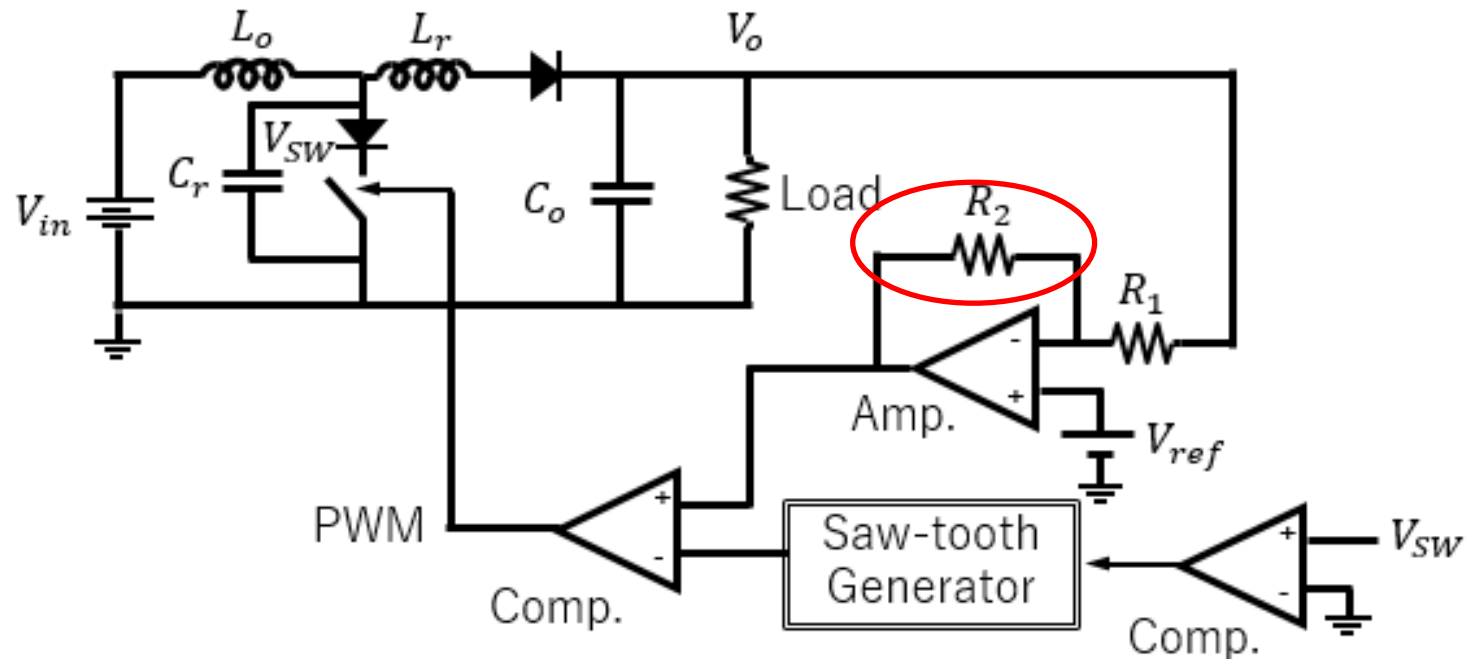 L_o
L_r
V_o
V_SW
C_r
V_in
C_o
Load
R_2
R_1
-
+
Amp.
V_ref
PWM
+
-
Comp.
Saw-tooth
Generator
+
-
V_SW
Comp.